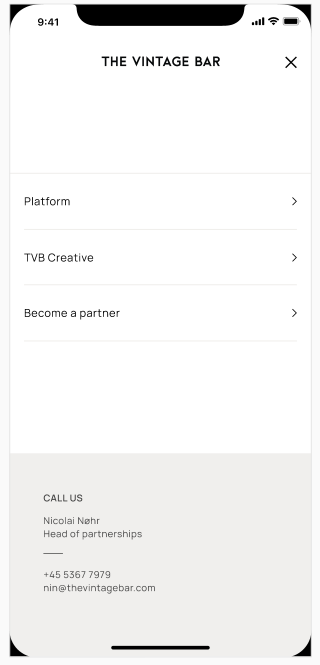 9:41
THE VINTAGE BAR
Platform
TVB Creative
Become a partner
CALL US
Nicolai Nøhr
Head of partnerships
+45 5367 7979
nin@thevintagebar.com